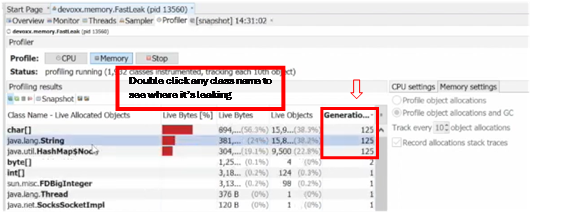 Start Page
devoxx.memory.FastLeak (pid 13560)
Overview Monitor Threads Sampler Profiler [snapshot] 14:31:02
devoxx.memory.FastLeak (pid 13560)
Profiler
Profile: CPU Memory Stop
Status: profiling running (1,9 2 classes instrumented, tracking each 10th object)
Double click any class name to
see where it's leaking
Profiling results
Snapshot
CPU settings Memory settings
Profile object allocations
Profile object allocations and GC
Track every 10 object allocations
Record allocations stack traces
Class Name - Live Allocated Objects Live Bytes [%] Live Bytes Live Objects Generatio...
char[] 894,... (56.3%) 15,9... (38.3%) 125
java.lang.String 381,... (24%) 15,8... (38.2%) 125
java.util.HashMap$Noc... 304,... (19.1%) 9,500 (22.8%) 125
byte[] 1,25... (0.1%) 4 (0%) 2
int[] 3,18... (0.2%) 124 (0.3%) 1
sun.misc.FDBigInteger 3,13... (0.2%) 98 (0.2%) 1
java.lang.Thread 376 B (0%) 1 (0%) 1
java.net.SocksSocketImpl 120 B (0%) 1 (0%) 1